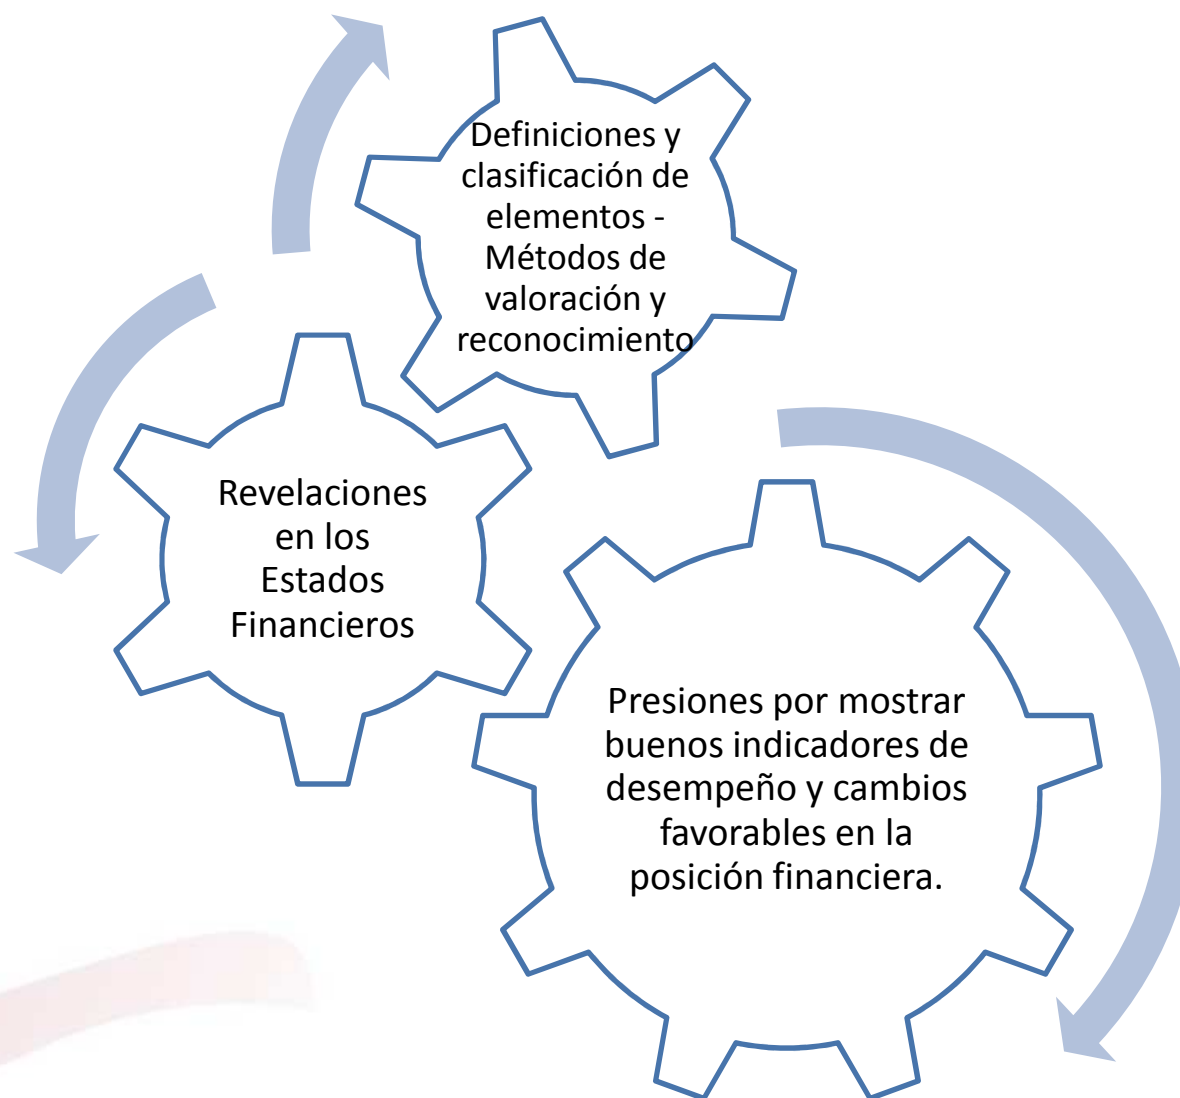 Definiciones y
clasificación de
elementos -
Métodos de
valoración y
reconocimiento
Revelaciones
en los
Estados
Financieros
Presiones por mostrar
buenos indicadores de
desempeño y cambios
favorables en la
posición financiera.